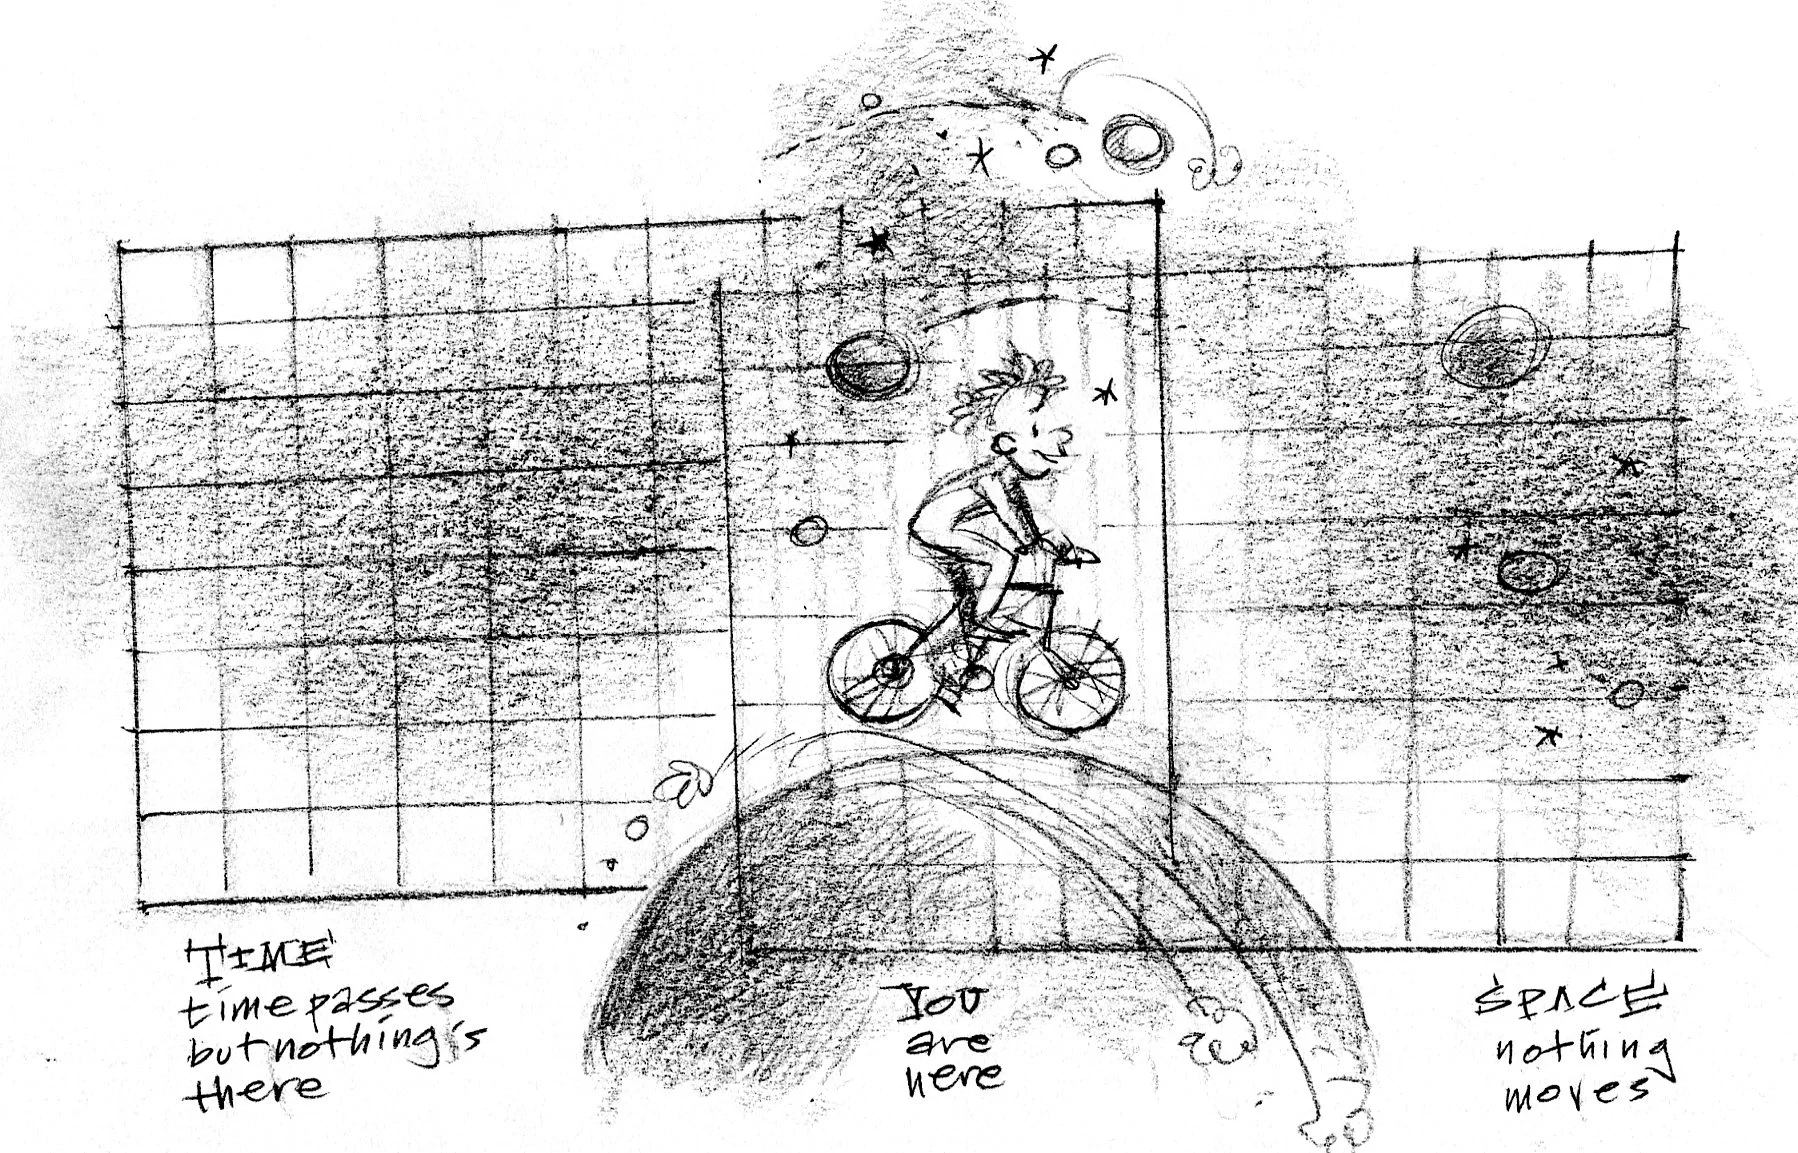 TIME
time passes
but nothing's
there
YOU
are
here
SPACE
nothing
moves